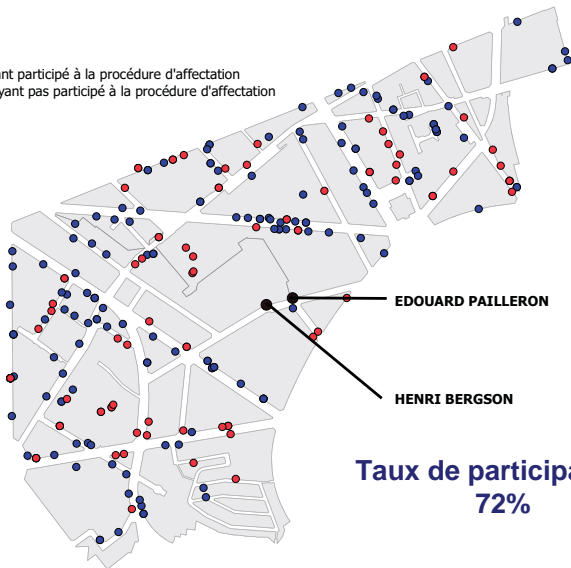 ant participé à la procédure d'affectation
yant pas participé à la procédure d'affectation
EDOUARD PAILLERON
HENRI BERGSON
Taux de participa
72%